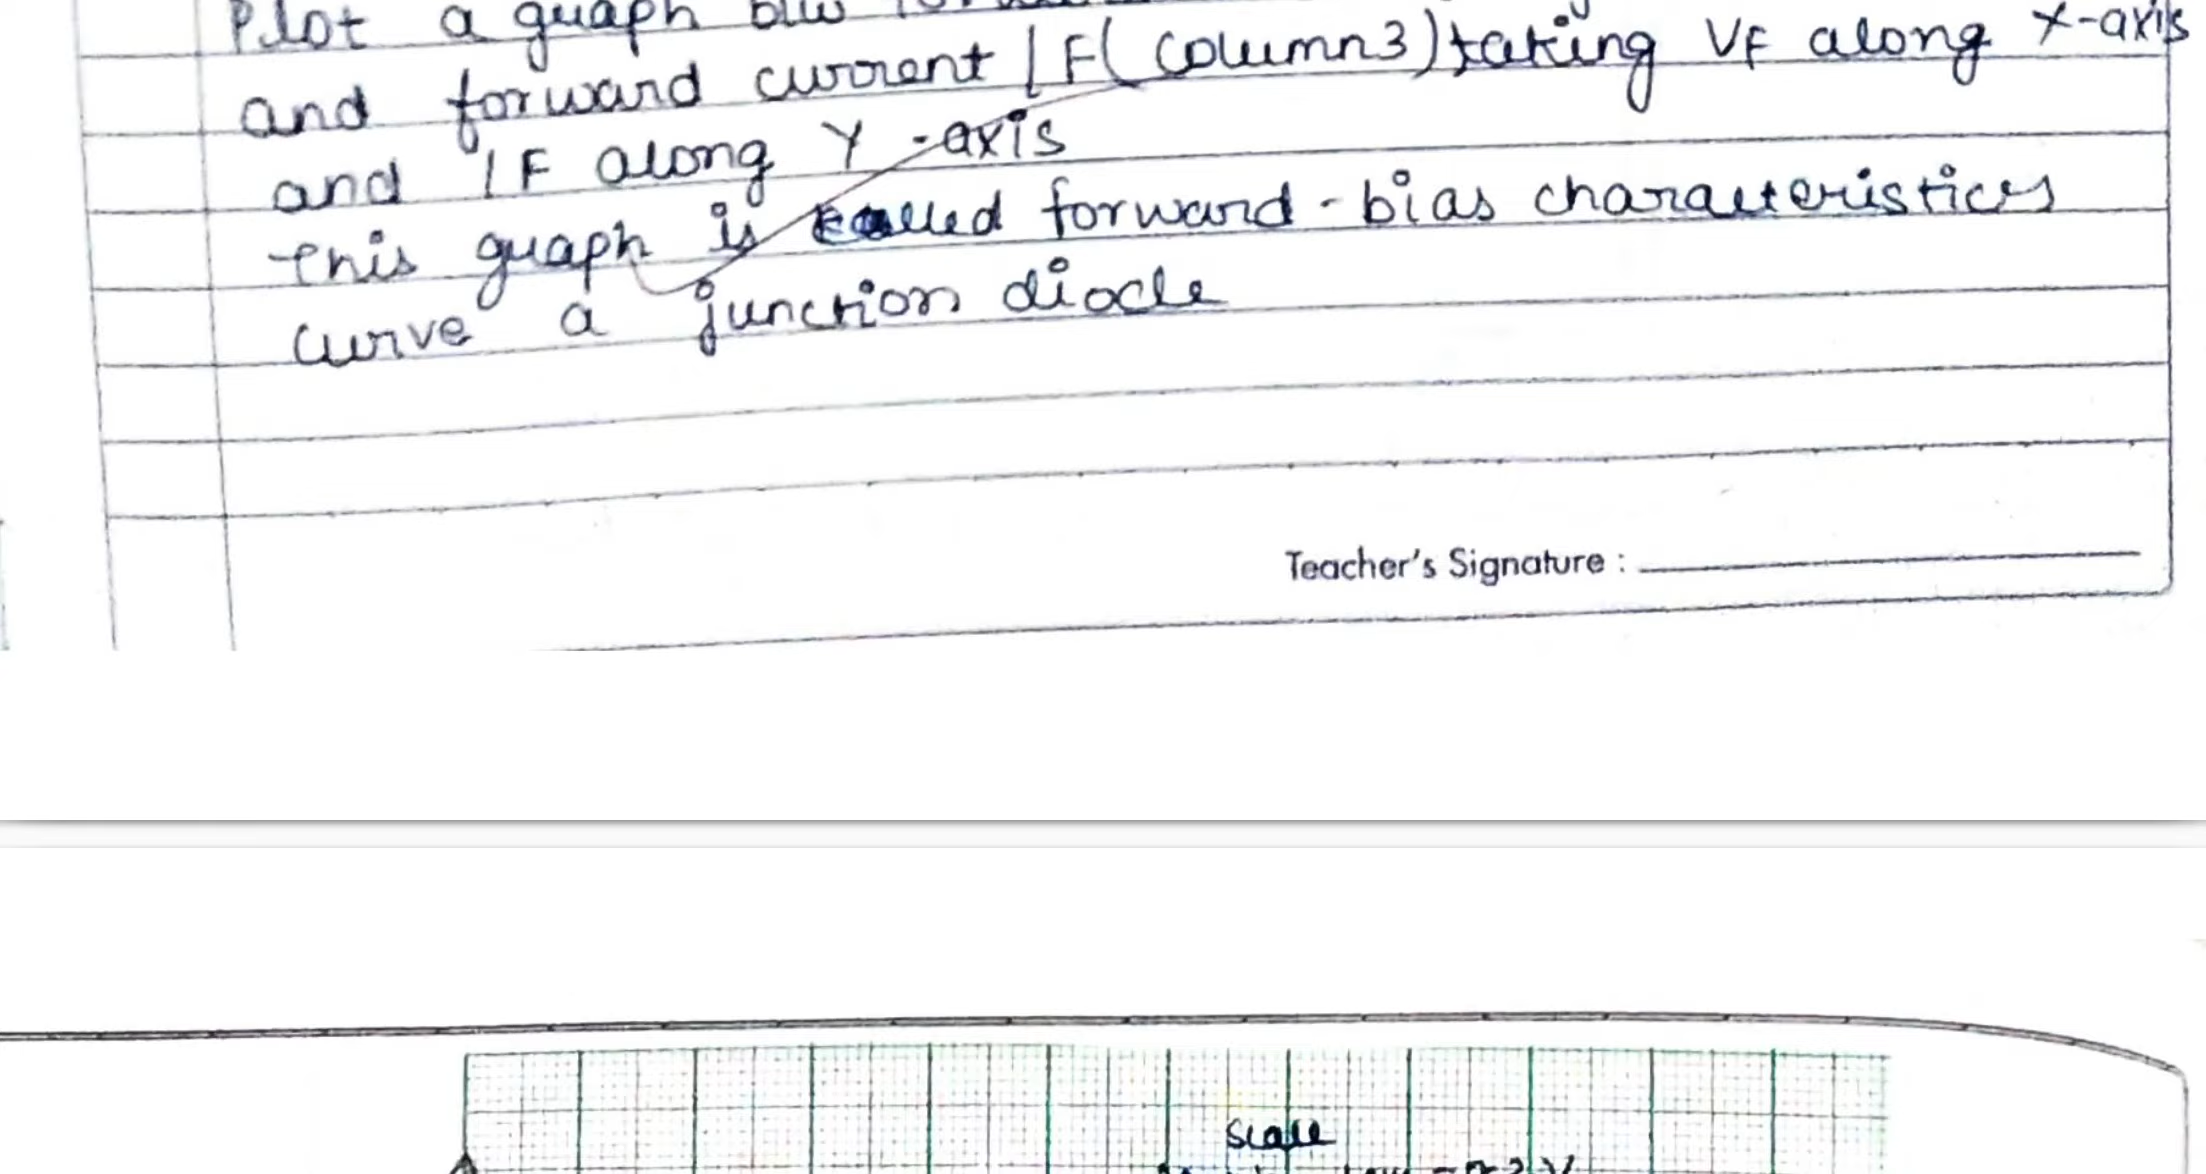 Plot a graph b/w
and forward current IF (column3) taking VF along X-axis
and IF along Y-axis
this graph is called forward-bias characteristics
curve a junction diode
Teacher's Signature :
Scale